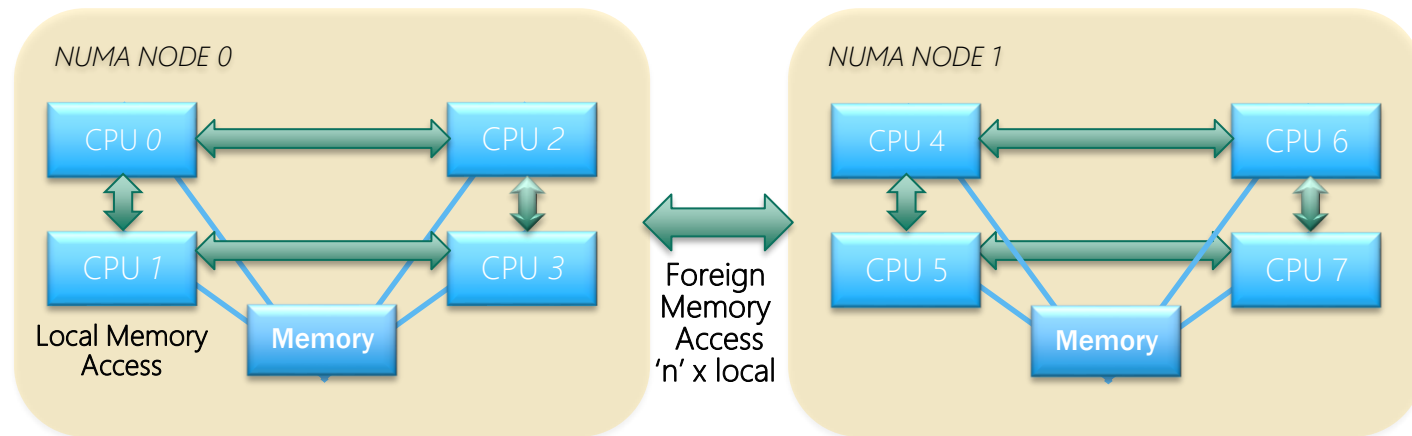 NUMA NODE 0
CPU 0
CPU 2
CPU 1
CPU 3
Memory
Local Memory
Access
Foreign
Memory
Access
‘n’ x local
NUMA NODE 1
CPU 4
CPU 6
CPU 5
CPU 7
Memory